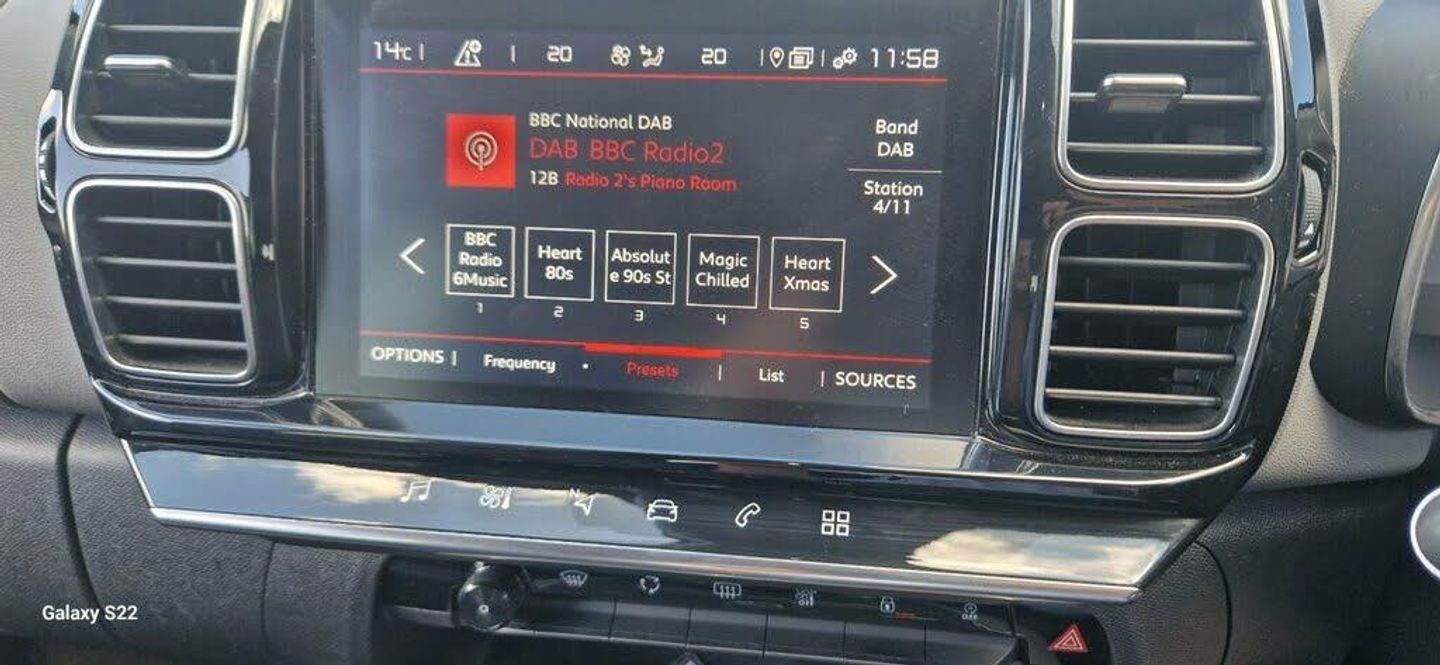 14°C 20 20 11:58
BBC National DAB
DAB BBC Radio2
12B Radio 2's Piano Room
Band
DAB
Station
4/11
BBC
Radio
6Music
Heart
80s
Absolut
e 90s St
Magic
Chilled
Heart
Xmas
1 2 3 4 5
OPTIONS Frequency Presets List SOURCES
N
OFF
Galaxy S22